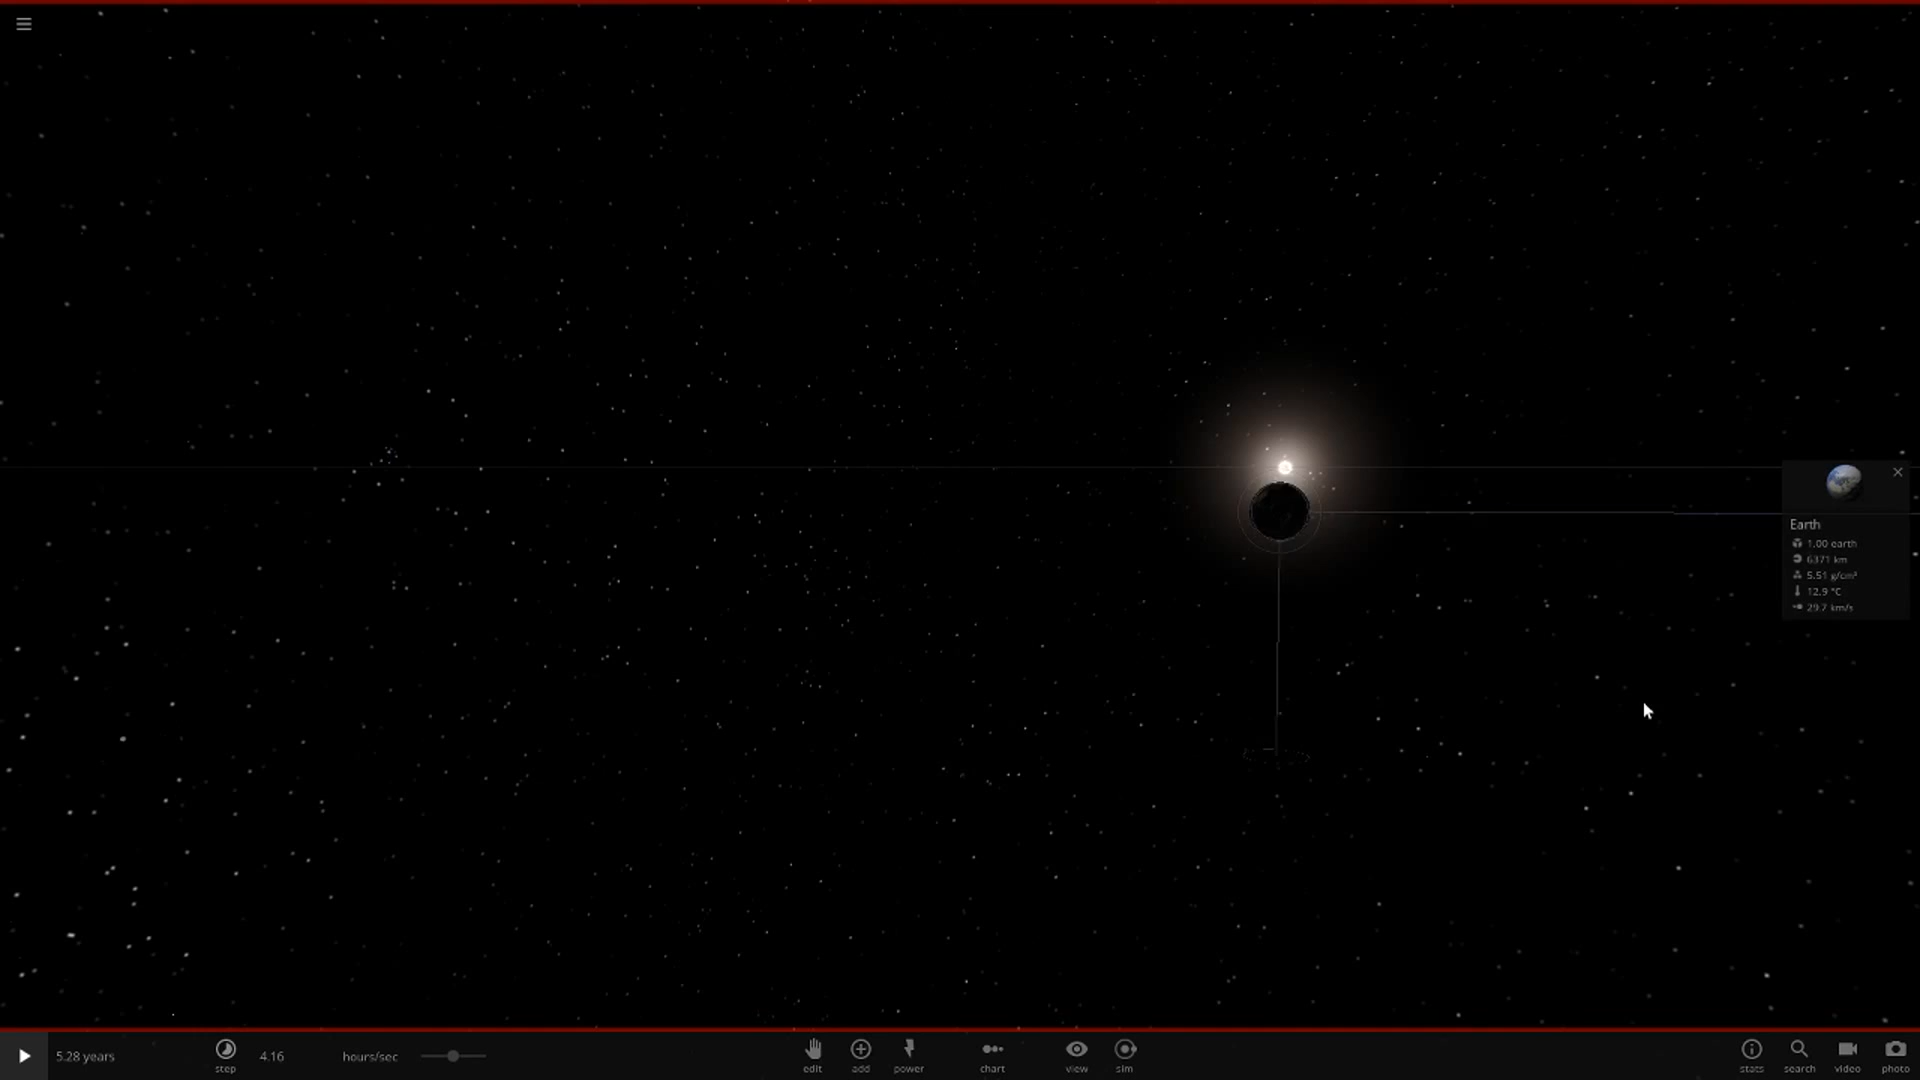 Earth
1.00 earth
6371 km
5.51 g/cm³
12.9 °C
29.7 km/s
5.28 years
step
4.16
hours/sec
edit
add
power
chart
view
sim
stats
search
video
photo